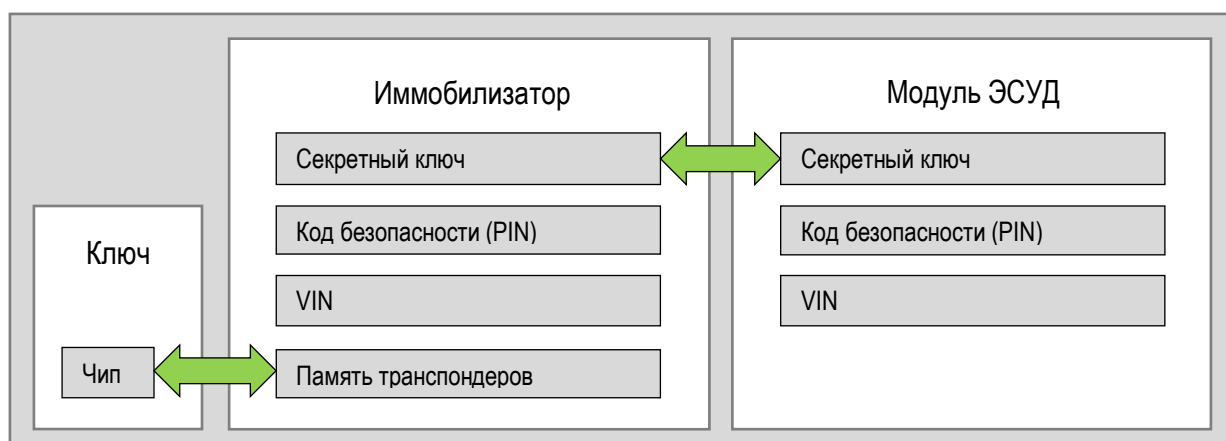 Ключ
Чип
Иммобилизатор
Секретный ключ
Код безопасности (PIN)
VIN
Память транспондеров
Модуль ЭСУД
Секретный ключ
Код безопасности (PIN)
VIN